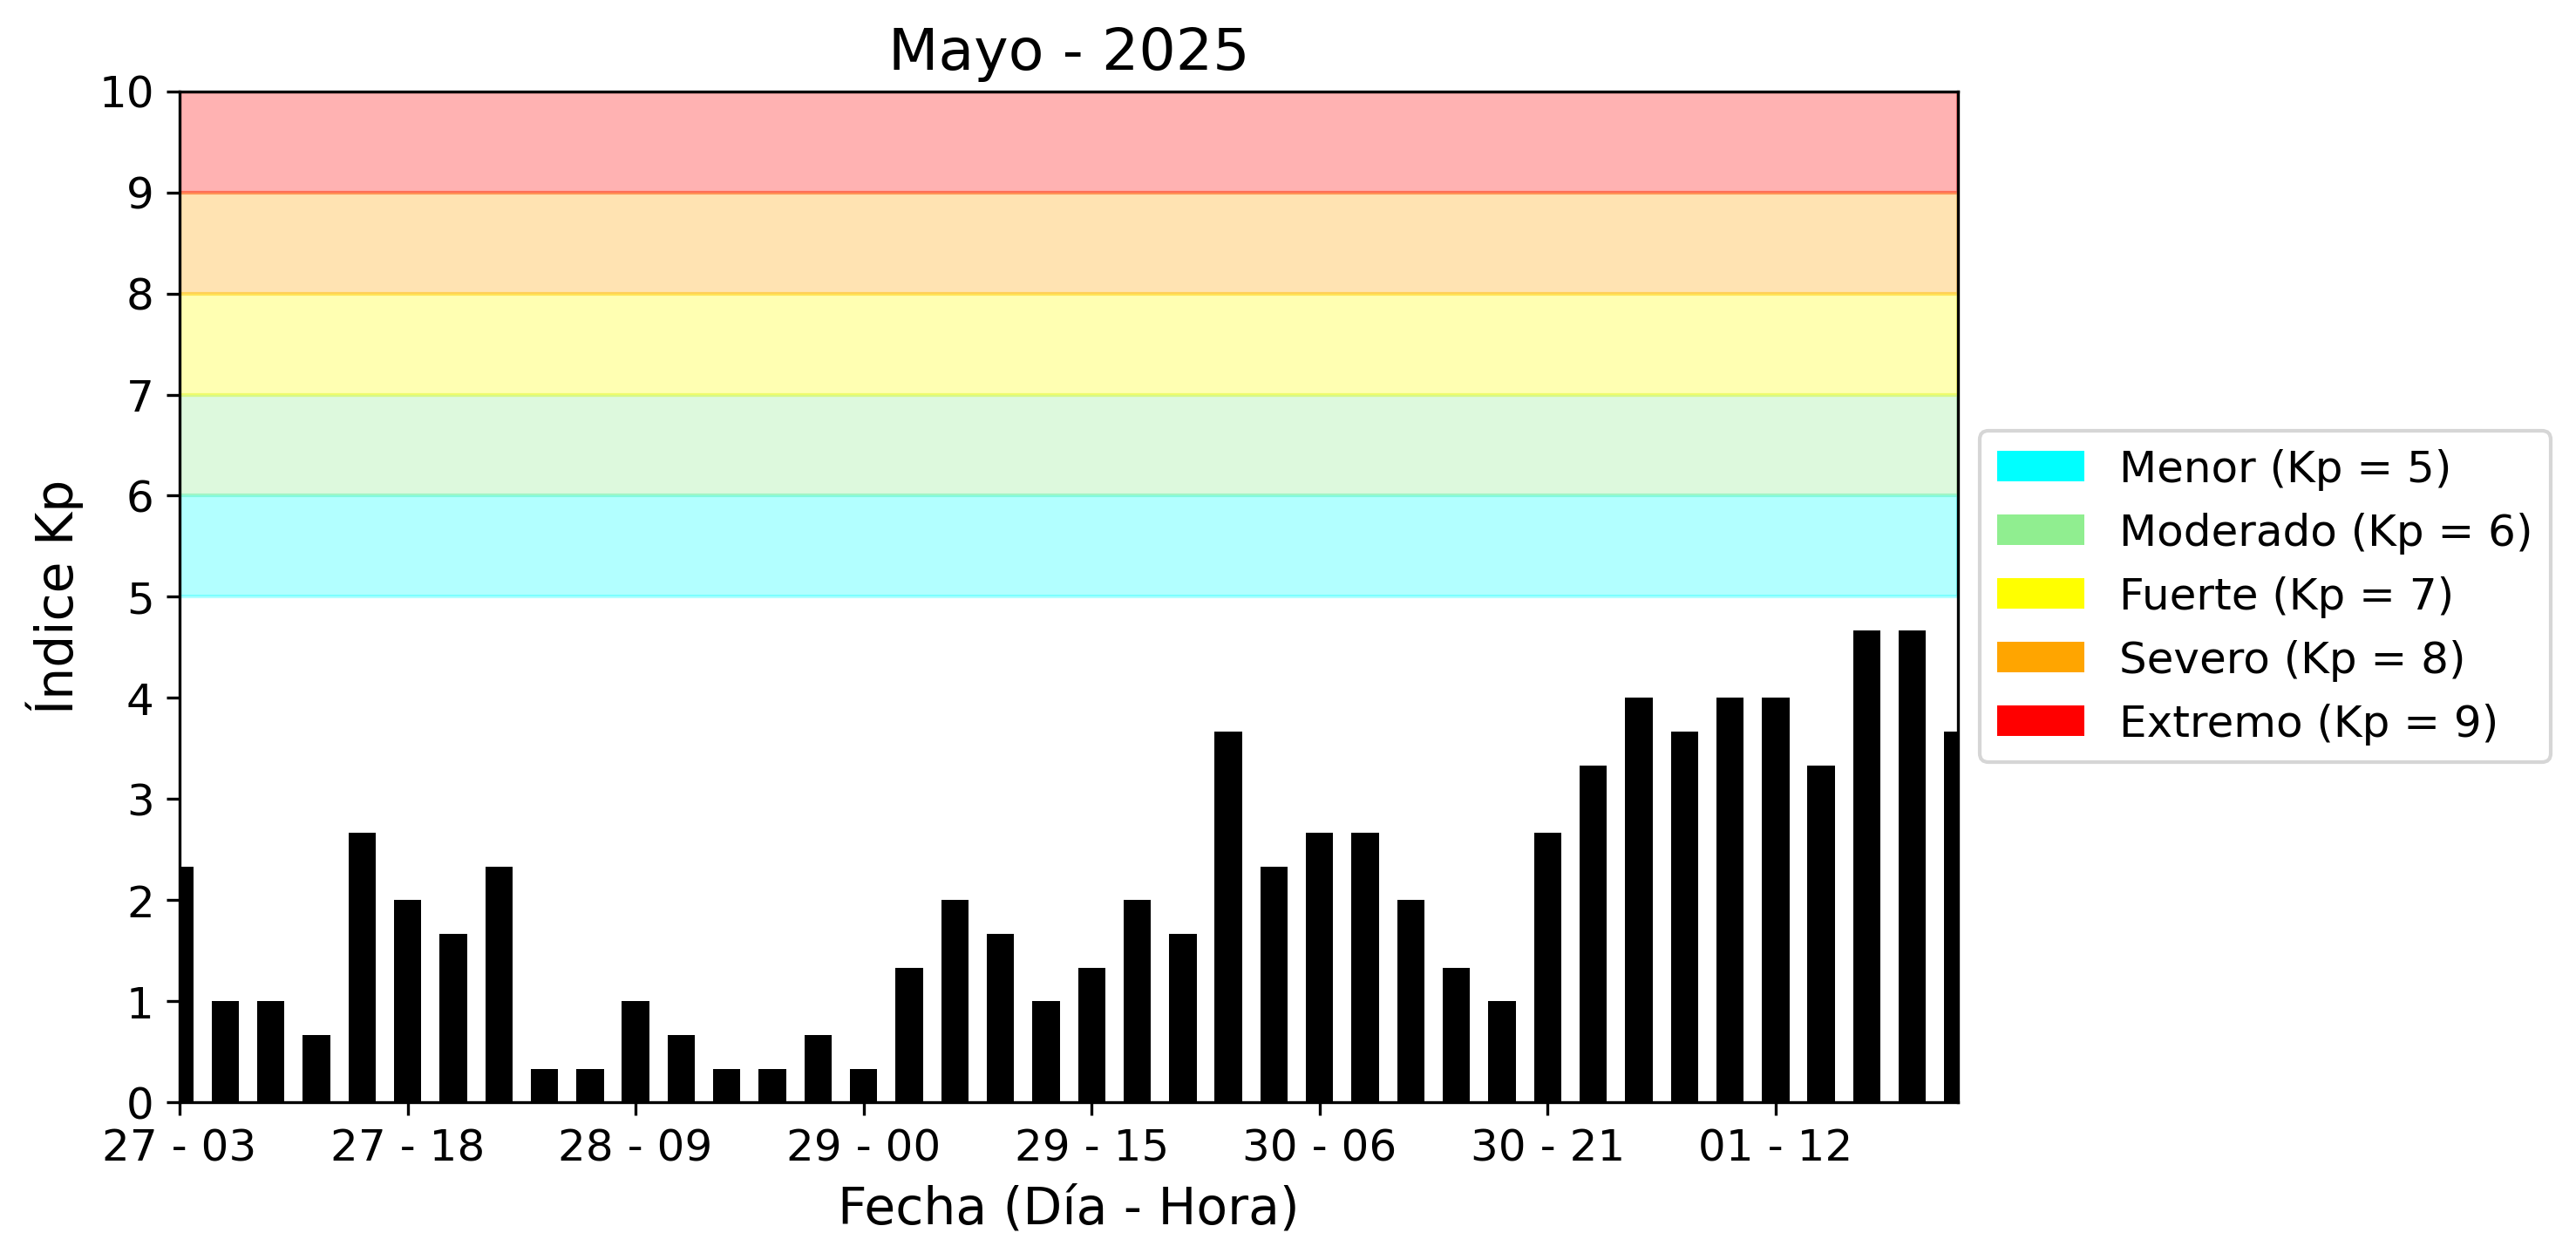 Mayo - 2025
10
9
8
7
6
5
4
3
2
1
0
Índice Kp
27 - 03
27 - 18
28 - 09
29 - 00
29 - 15
30 - 06
30 - 21
01 - 12
Fecha (Día - Hora)
Menor (Kp = 5)
Moderado (Kp = 6)
Fuerte (Kp = 7)
Severo (Kp = 8)
Extremo (Kp = 9)